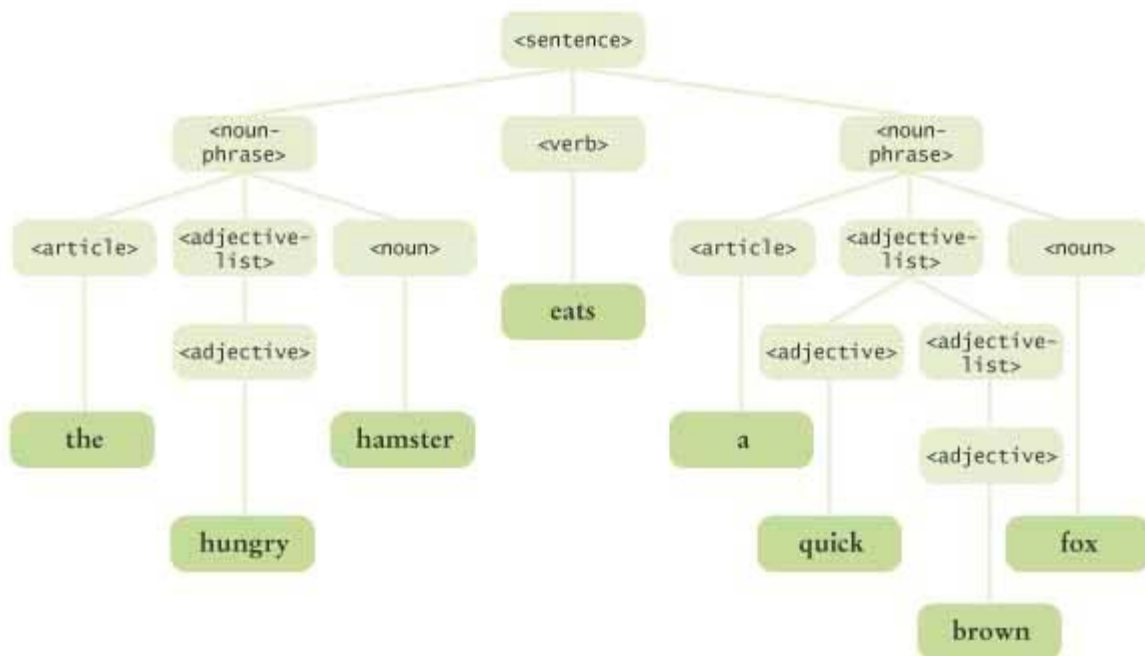 <sentence>
<noun-
phrase>
<verb>
<noun-
phrase>
<article>
<adjective-
list>
<noun>
<article>
<adjective-
list>
<noun>
eats
<adjective>
<adjective>
<adjective-
list>
the
hamster
a
<adjective>
hungry
quick
fox
brown